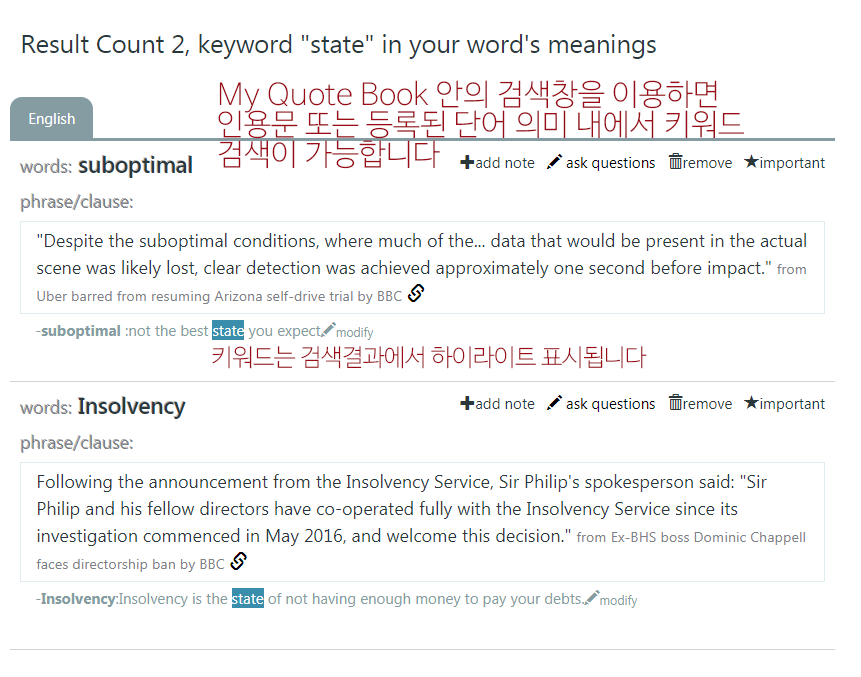 Result Count 2, keyword "state" in your word's meanings
My Quote Book 안의 검색창을 이용하면
English
인용문 또는 등록된 단어 의미 내에서 키워드
검색이 가능합니다
words: suboptimal
add note ask questions remove important
phrase/clause:
"Despite the suboptimal conditions, where much of the... data that would be present in the actual
scene was likely lost, clear detection was achieved approximately one second before impact." from
Uber barred from resuming Arizona self-drive trial by BBC
-suboptimal :not the best state you expect modify
키워드는 검색결과에서 하이라이트 표시됩니다
words: Insolvency
add note ask questions remove important
phrase/clause:
Following the announcement from the Insolvency Service, Sir Philip's spokesperson said: "Sir
Philip and his fellow directors have co-operated fully with the Insolvency Service since its
investigation commenced in May 2016, and welcome this decision." from Ex-BHS boss Dominic Chappell
faces directorship ban by BBC
-Insolvency:Insolvency is the state of not having enough money to pay your debts. modify